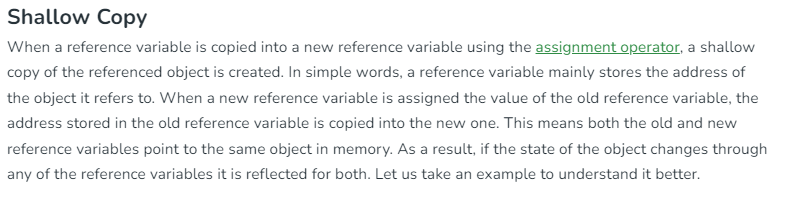 Shallow Copy
When a reference variable is copied into a new reference variable using the assignment operator, a shallow
copy of the referenced object is created. In simple words, a reference variable mainly stores the address of
the object it refers to. When a new reference variable is assigned the value of the old reference variable, the
address stored in the old reference variable is copied into the new one. This means both the old and new
reference variables point to the same object in memory. As a result, if the state of the object changes through
any of the reference variables it is reflected for both. Let us take an example to understand it better.